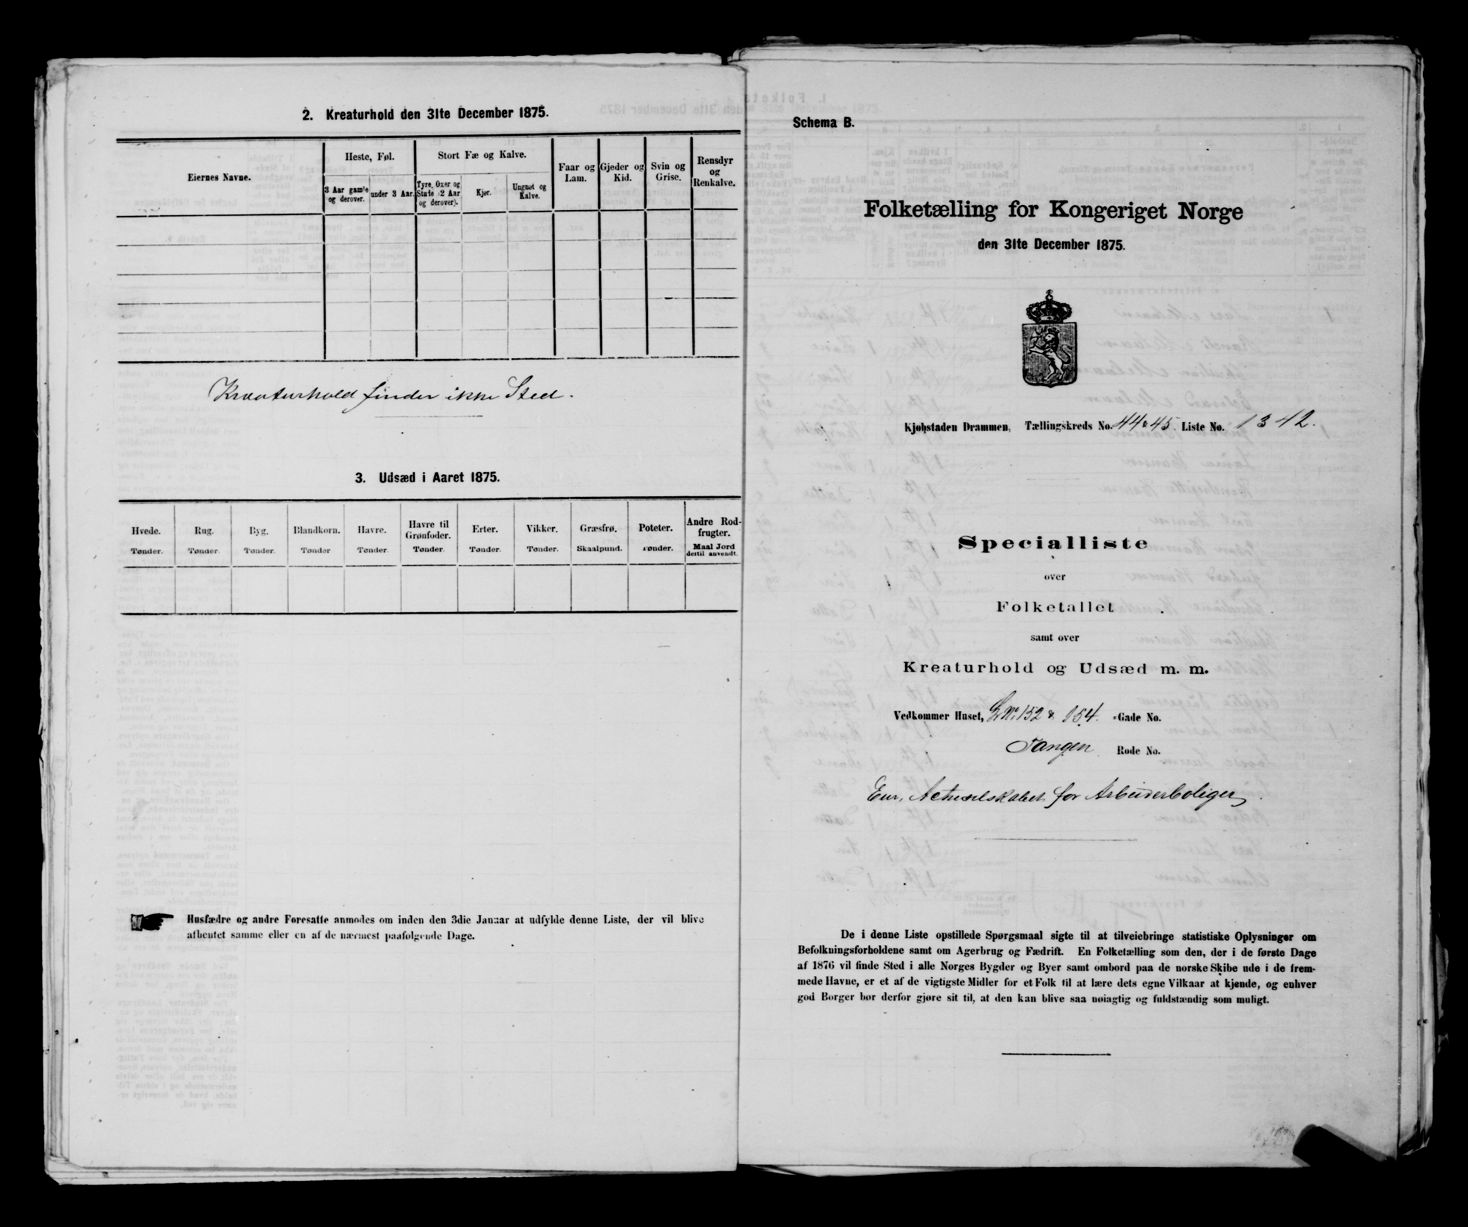 2. Kreaturhold den 31te December 1875.
Eiernes Navne.
Heste, Føl.
Stort Fæ og Kalve.
Faar og Lam.
Gjeder og Kid.
Svin og Grise.
Rensdyr og Renkalve.
3 Aar gamle og derover.
under 3 Aar.
Tyre, Oxer og Stude (2 Aar og derover).
Kjør.
Ungnøt og Kalve.
Kreaturhold finder ikke Sted.
3. Udsæd i Aaret 1875.
Hvede. Rug. Byg. Blandkorn. Havre. Havre til Grønfoder. Erter. Vikker. Græsfrø. Poteter. Andre Rodfrugter.
Tønder. Tønder. Tønder. Tønder Tønder. Tønder. Tønder. Tønder. Skaalpund. Tønder. Maal Jord dertil anvendt.
Husfædre og andre Foresatte anmodes om inden den 3die Januar at udfylde denne Liste, der vil blive
afhentet samme eller en af de nærmest paafølgende Dage.
Schema B.
Folketælling for Kongeriget Norge
den 31te December 1875.
Kjøbstaden Drammen, Tællingskreds No. 44 & 45. Liste No. 1342.
Specialliste
over
Folketallet
samt over
Kreaturhold og Udsæd m. m.
Vedkommer Huset, L.No. 152 & 154. Gade No.
Tangen Rode No.
Eier, Actieselskabet for Arbeiderboliger.
De i denne Liste opstillede Spørgsmaal sigte til at tilveiebringe statistiske Oplysninger om
Befolkningsforholdene samt om Agerbrug og Fædrift. En Folketælling som den, der i de første Dage
af 1876 vil finde Sted i alle Norges Bygder og Byer samt ombord paa de norske Skibe ude i de frem-
mede Havne, er et af de vigtigste Midler for et Folk til at lære dets egne Vilkaar at kjende, og enhver
god Borger bør derfor gjøre sit til, at den kan blive saa nøiagtig og fuldstændig som muligt.